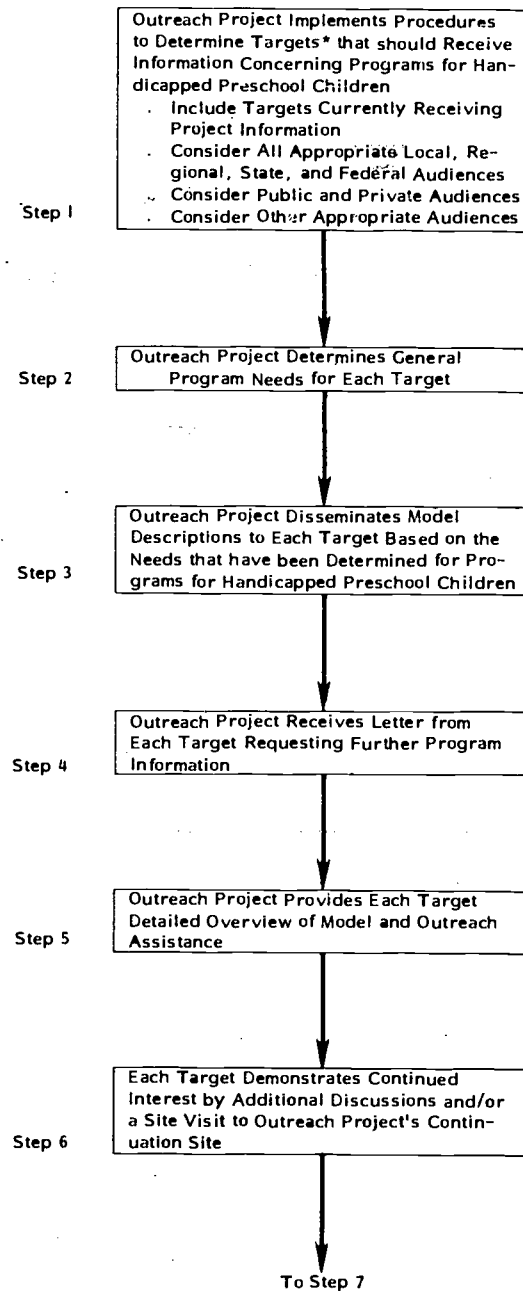 Outreach Project Implements Procedures
to Determine Targets* that should Receive
Information Concerning Programs for Han-
dicapped Preschool Children
. Include Targets Currently Receiving
Project Information
. Consider All Appropriate Local, Re-
gional, State, and Federal Audiences
. Consider Public and Private Audiences
Step 1
. Consider Other Appropriate Audiences
Outreach Project Determines General
Step 2
Program Needs for Each Target
Outreach Project Disseminates Model
Descriptions to Each Target Based on the
Needs that have been Determined for Pro-
Step 3
grams for Handicapped Preschool Children
Outreach Project Receives Letter from
Each Target Requesting Further Program
Step 4
Information
Outreach Project Provides Each Target
Detailed Overview of Model and Outreach
Step 5
Assistance
Each Target Demonstrates Continued
Interest by Additional Discussions and/or
a Site Visit to Outreach Project's Contin-
Step 6
uation Site
To Step 7